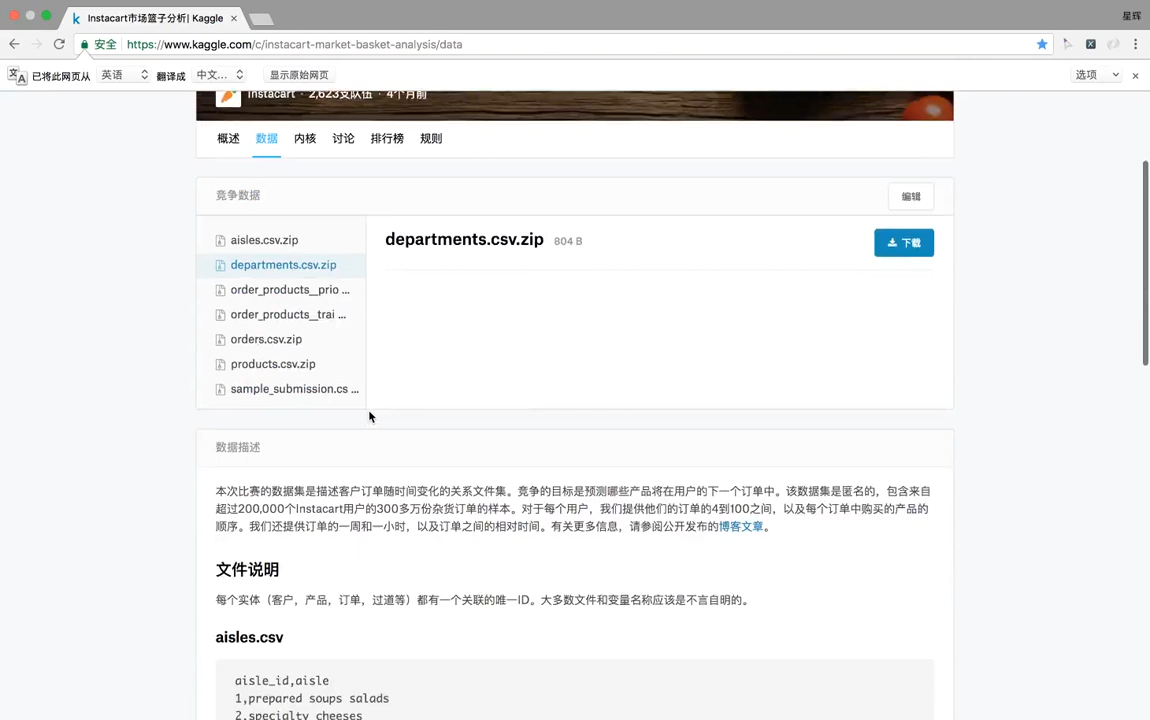 Instacart市场篮子分析| Kaggle
星辉
安全
https://www.kaggle.com/c/instacart-market-basket-analysis/data
已将此网页从 英语 翻译成 中文... 显示原始网页 选项
Instacart · 2,623支队伍 · 4个月前
概述 数据 内核 讨论 排行榜 规则
竞争数据
编辑
aisles.csv.zip
departments.csv.zip
order_products__prio ...
order_products__trai ...
orders.csv.zip
products.csv.zip
sample_submission.cs ...
departments.csv.zip 804 B
下载
数据描述
本次比赛的数据集是描述客户订单随时间变化的关系文件集。竞争的目标是预测哪些产品将在用户的下一个订单中。该数据集是匿名的，包含来自
超过200,000个Instacart用户的300多万份杂货订单的样本。对于每个用户，我们提供他们的订单的4到100之间，以及每个订单中购买的产品的
顺序。我们还提供订单的一周和一小时，以及订单之间的相对时间。有关更多信息，请参阅公开发布的博客文章。
文件说明
每个实体（客户，产品，订单，过道等）都有一个关联的唯一ID。大多数文件和变量名称应该是不言自明的。
aisles.csv
aisle_id,aisle
1,prepared soups salads
2,specialty cheeses